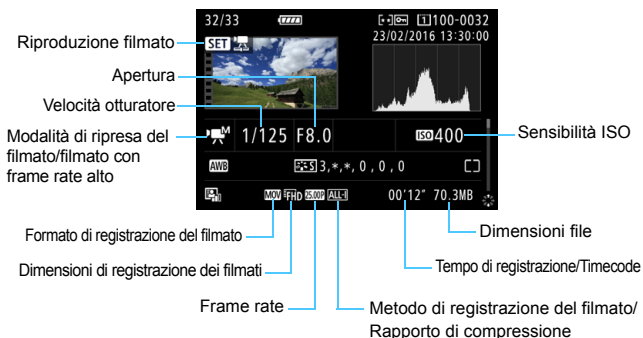 32/33 1 100-0032
SET 23/02/2016 13:30:00
Riproduzione filmato
Apertura
Velocità otturatore
Modalità di ripresa del
filmato/filmato con
frame rate alto
M 1/125 F8.0 ISO 400
Sensibilità ISO
AWB S 3,*,*,0,0,0
MOV FHD 25.00P ALL-I 00'12" 70.3MB
Formato di registrazione del filmato
Dimensioni file
Dimensioni di registrazione dei filmati
Tempo di registrazione/Timecode
Frame rate
Metodo di registrazione del filmato/
Rapporto di compressione